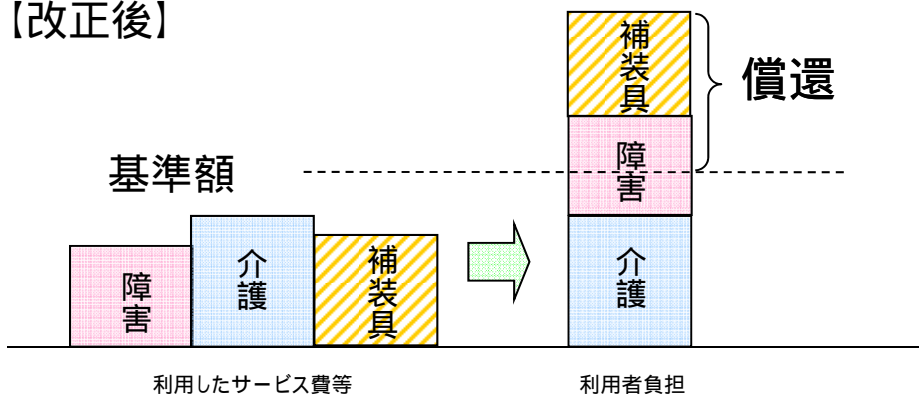 【改正後】
補装具
償還
障害
基準額
障害
介護
補装具
介護
利用したサービス費等
利用者負担